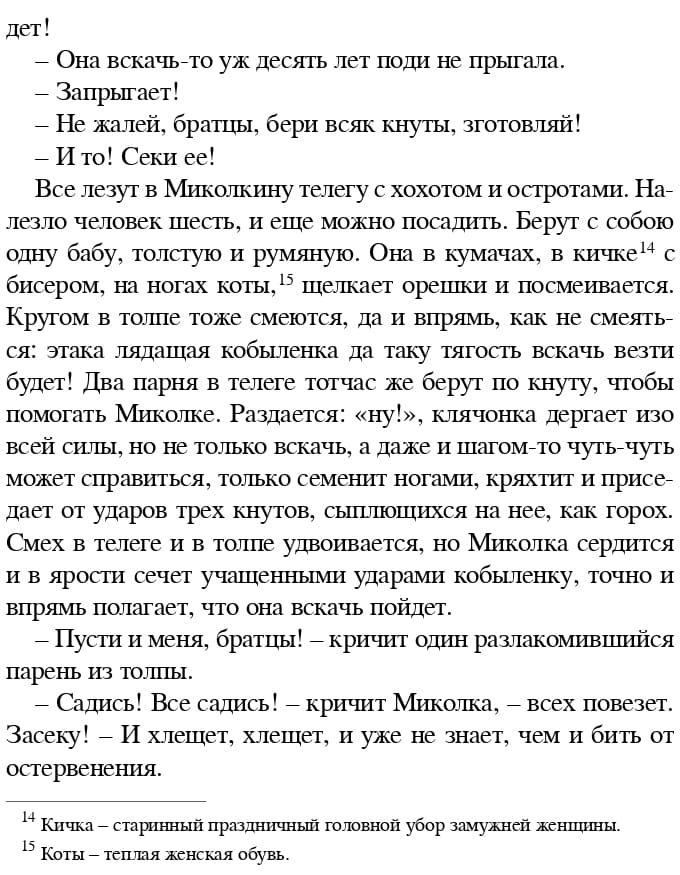 дет!
– Она вскачь-то уж десять лет поди не прыгала.
– Запрыгает!
– Не жалей, братцы, бери всяк кнуты, зготовляй!
– И то! Секи ее!
Все лезут в Миколкину телегу с хохотом и остротами. На-
лезло человек шесть, и еще можно посадить. Берут с собою
одну бабу, толстую и румяную. Она в кумачах, в кичке14 с
бисером, на ногах коты,15 щелкает орешки и посмеивается.
Кругом в толпе тоже смеются, да и впрямь, как не смеять-
ся: этака лядащая кобыленка да таку тягость вскачь везти
будет! Два парня в телеге тотчас же берут по кнуту, чтобы
помогать Миколке. Раздается: «ну!», клячонка дергает изо
всей силы, но не только вскачь, а даже и шагом-то чуть-чуть
может справиться, только семенит ногами, кряхтит и присе-
дает от ударов трех кнутов, сыплющихся на нее, как горох.
Смех в телеге и в толпе удвоивается, но Миколка сердится
и в ярости сечет учащенными ударами кобыленку, точно и
впрямь полагает, что она вскачь пойдет.
– Пусти и меня, братцы! – кричит один разлакомившийся
парень из толпы.
– Садись! Все садись! – кричит Миколка, – всех повезет.
Засеку! – И хлещет, хлещет, и уже не знает, чем и бить от
остервенения.
14 Кичка – старинный праздничный головной убор замужней женщины.
15 Коты – теплая женская обувь.